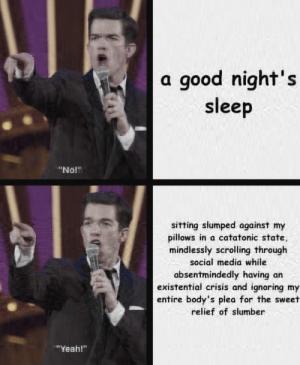 a good night's
sleep
"No!"
sitting slumped against my
pillows in a catatonic state,
mindlessly scrolling through
social media while
absentmindedly having an
existential crisis and ignoring my
entire body's plea for the sweet
relief of slumber
"Yeah!"